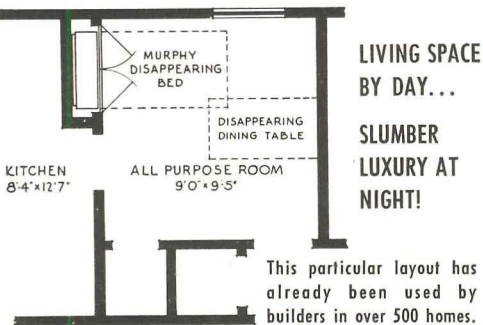 MURPHY
DISAPPEARING
BED
DISAPPEARING
DINING TABLE
KITCHEN
8'-4"x12'7"
ALL PURPOSE ROOM
9'0"x9'-5"
LIVING SPACE
BY DAY...
SLUMBER
LUXURY AT
NIGHT!
This particular layout has
already been used by
builders in over 500 homes.